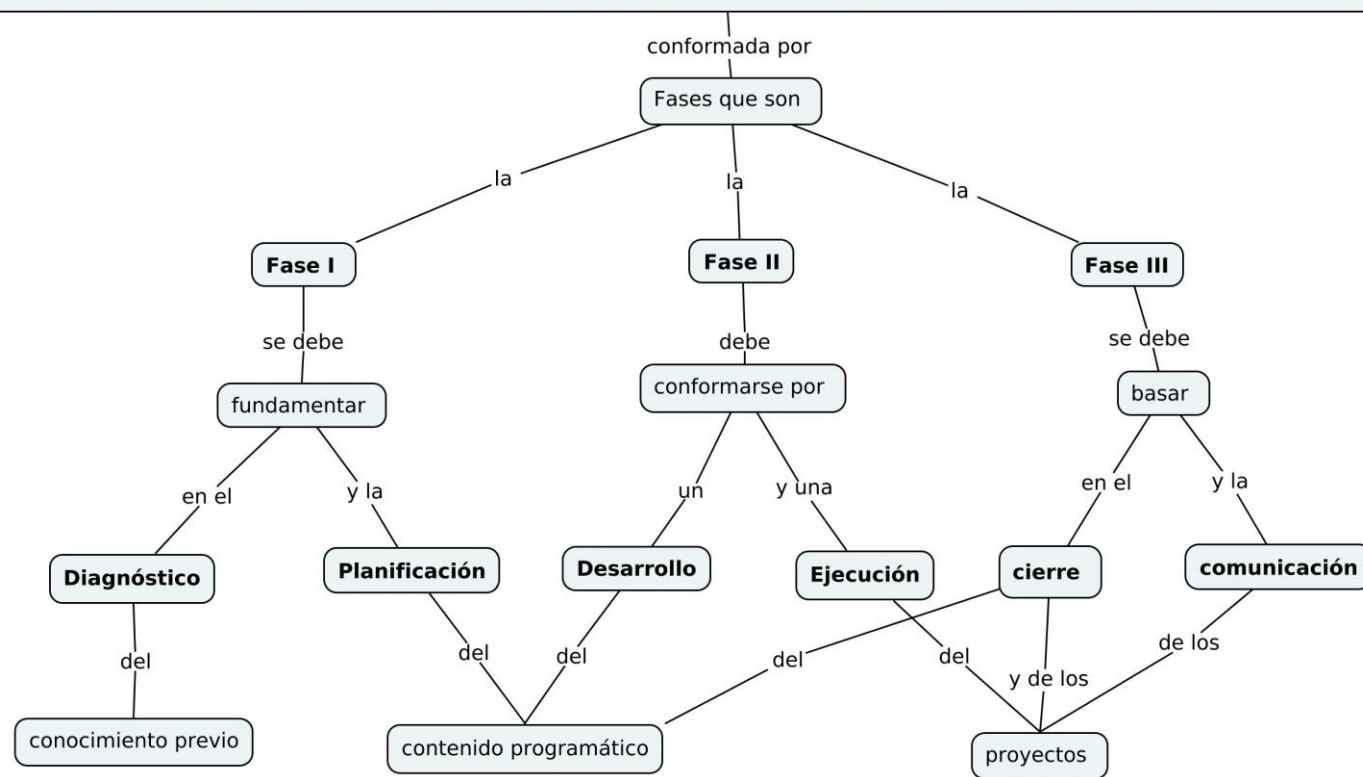 conformada por
Fases que son
la
la
la
Fase I
Fase II
Fase III
se debe
debe
se debe
fundamentar
conformarse por
basar
en el
y la
un
y una
en el
y la
Diagnóstico
Planificación
Desarrollo
Ejecución
cierre
comunicación
del
del
del
del
del
y de los
de los
conocimiento previo
contenido programático
proyectos